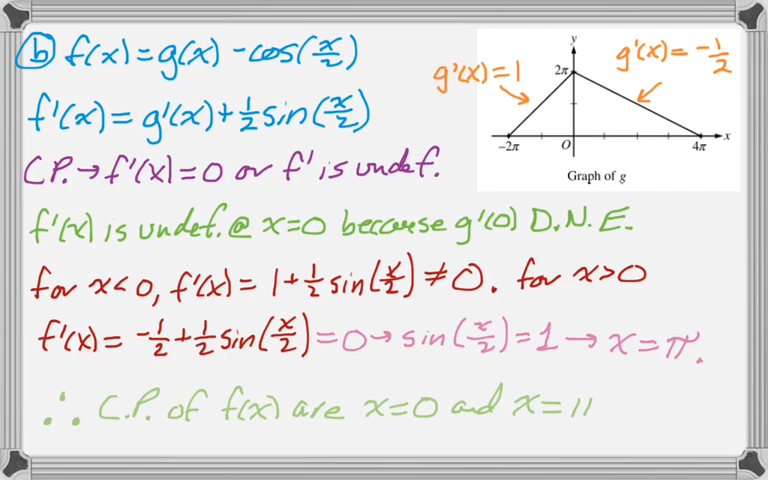 (b) f(x) = g(x) - cos(x/2)
g'(x) = 1
g'(x) = -1/2
y
2π
-2π
O
4π
x
Graph of g
f'(x) = g'(x) + 1/2 sin(x/2)
C.P. → f'(x) = 0 or f' is undef.
f'(x) is undef. @ x=0 because g'(0) D.N.E.
for x<0, f'(x) = 1 + 1/2 sin(x/2) ≠ 0. for x>0
f'(x) = -1/2 + 1/2 sin(x/2) = 0 → sin(x/2) = 1 → x = π.
∴ C.P. of f(x) are x=0 and x=